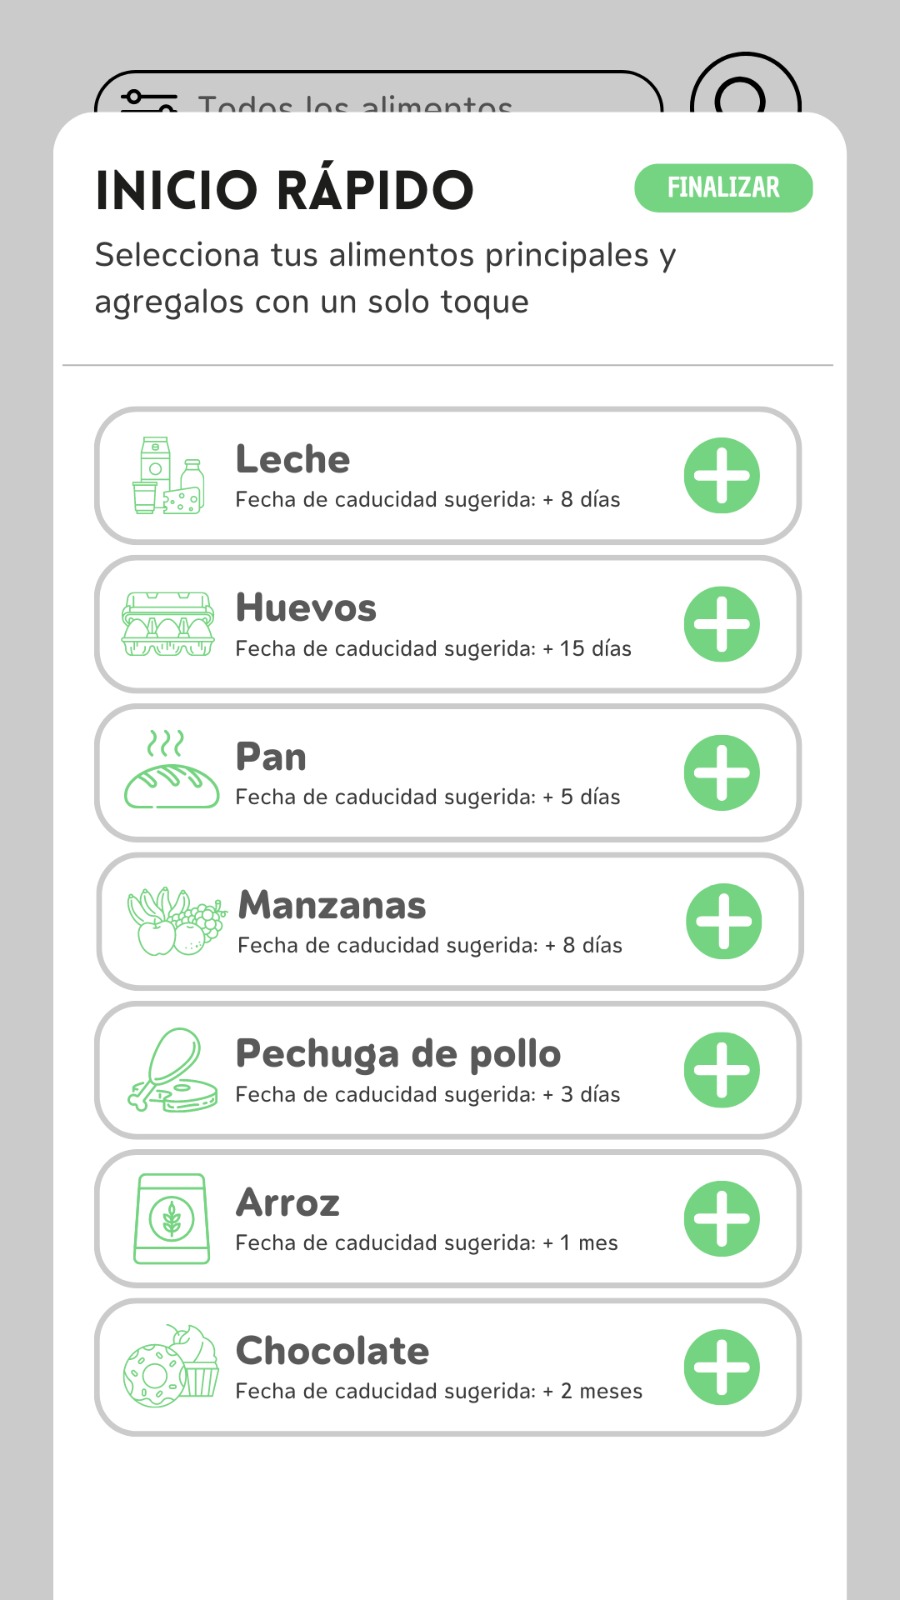 Todos los alimentos
INICIO RÁPIDO
FINALIZAR
Selecciona tus alimentos principales y
agregalos con un solo toque
Leche
Fecha de caducidad sugerida: + 8 días
Huevos
Fecha de caducidad sugerida: + 15 días
Pan
Fecha de caducidad sugerida: + 5 días
Manzanas
Fecha de caducidad sugerida: + 8 días
Pechuga de pollo
Fecha de caducidad sugerida: + 3 días
Arroz
Fecha de caducidad sugerida: + 1 mes
Chocolate
Fecha de caducidad sugerida: + 2 meses